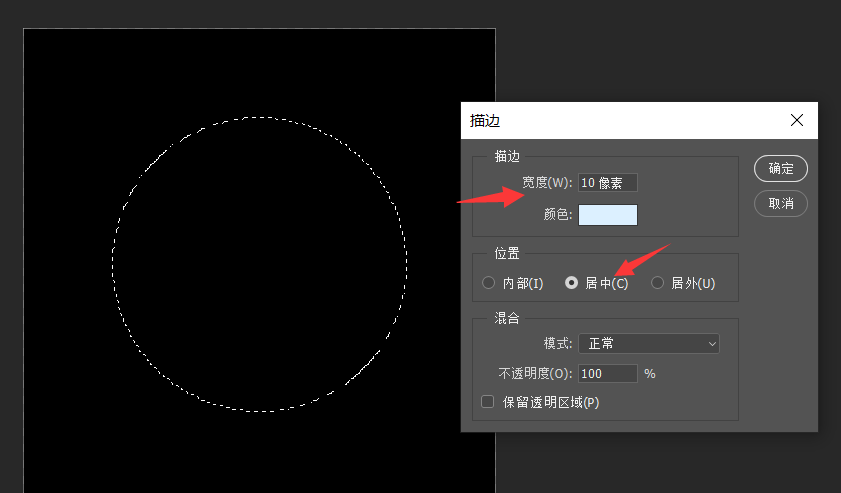 描边
描边
宽度(W): 10 像素
颜色:
确定
取消
位置
内部(I) 居中(C) 居外(U)
混合
模式: 正常
不透明度(O): 100 %
保留透明区域(P)